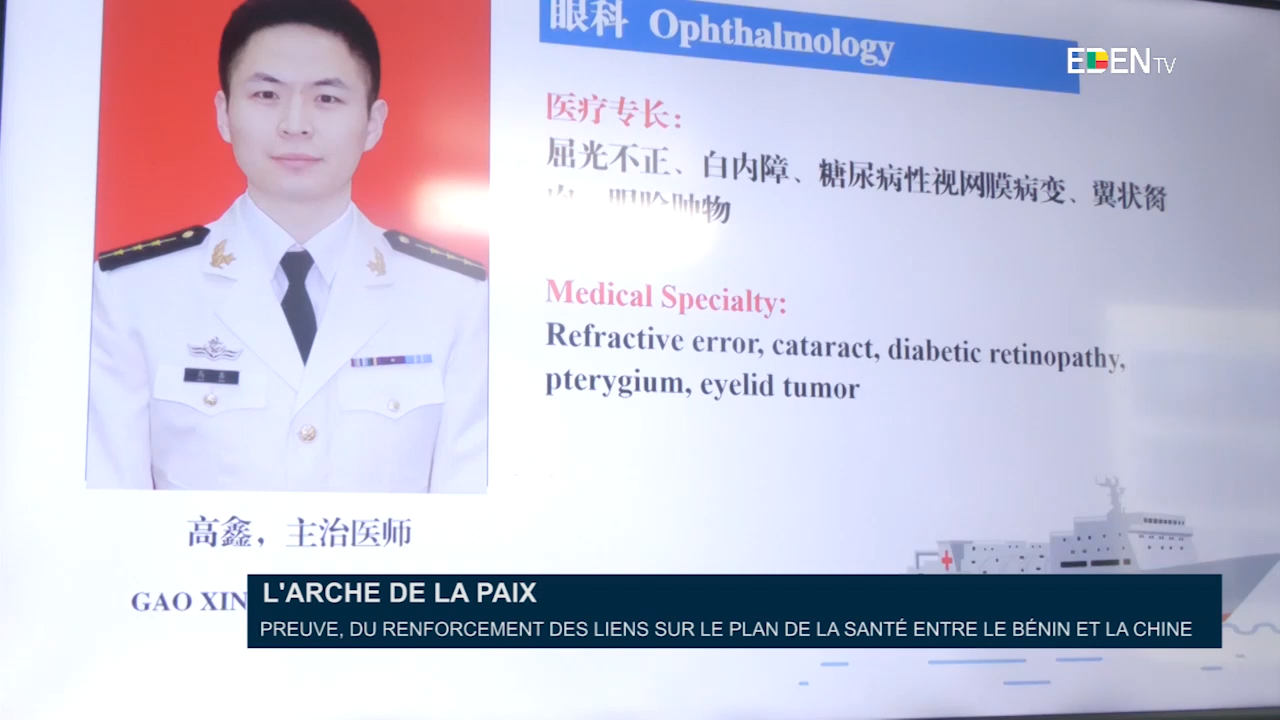 眼科 Ophthalmology
EDEN TV
医疗专长:
屈光不正、白内障、糖尿病性视网膜病变、翼状胬
肿物
Medical Specialty:
Refractive error, cataract, diabetic retinopathy,
pterygium, eyelid tumor
高鑫，主治医师
GAO XIN
L'ARCHE DE LA PAIX
PREUVE, DU RENFORCEMENT DES LIENS SUR LE PLAN DE LA SANTÉ ENTRE LE BÉNIN ET LA CHINE